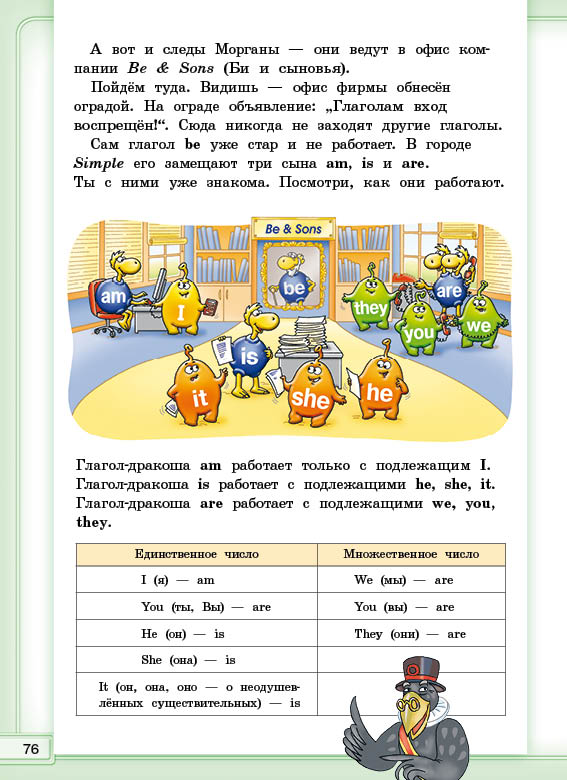 А вот и следы Морганы — они ведут в офис ком-
пании Be & Sons (Би и сыновья).
Пойдём туда. Видишь — офис фирмы обнесён
оградой. На ограде объявление: „Глаголам вход
воспрещён!“. Сюда никогда не заходят другие глаголы.
Сам глагол be уже стар и не работает. В городе
Simple его замещают три сына am, is и are.
Ты с ними уже знакома. Посмотри, как они работают.
Be & Sons
am
I
be
they
are
you
we
is
it
she
he
Глагол-дракоша am работает только с подлежащим I.
Глагол-дракоша is работает с подлежащими he, she, it.
Глагол-дракоша are работает с подлежащими we, you,
they.
Единственное число Множественное число
I (я) — am We (мы) — are
You (ты, Вы) — are You (вы) — are
He (он) — is They (они) — are
She (она) — is
It (он, она, оно — о неодушев-
лённых существительных) — is
76